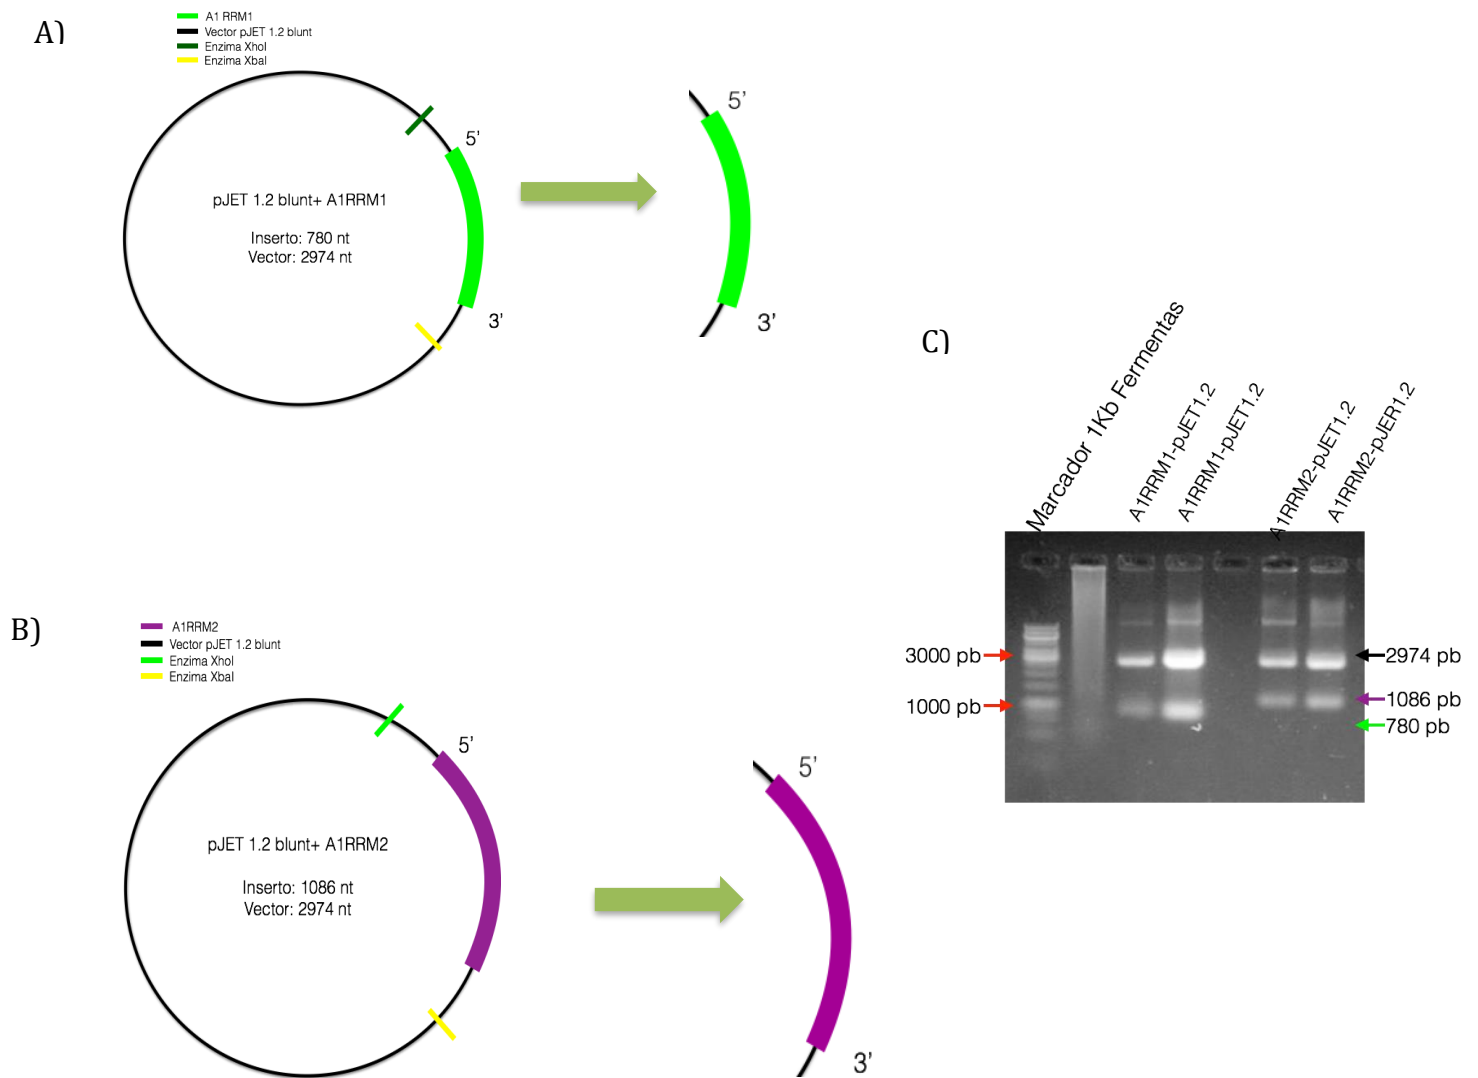 A)
A1 RRM1
Vector pJET 1.2 blunt
Enzima XhoI
Enzima XbaI
5'
pJET 1.2 blunt+ A1RRM1
Inserto: 780 nt
Vector: 2974 nt
3'
5'
3'
B)
A1RRM2
Vector pJET 1.2 blunt
Enzima XhoI
Enzima XbaI
5'
pJET 1.2 blunt+ A1RRM2
Inserto: 1086 nt
Vector: 2974 nt
5'
3'
C)
Marcador 1Kb Fermentas
A1RRM1-pJET1.2
A1RRM1-pJET1.2
A1RRM2-pJET1.2
A1RRM2-pJER1.2
3000 pb
1000 pb
2974 pb
1086 pb
780 pb